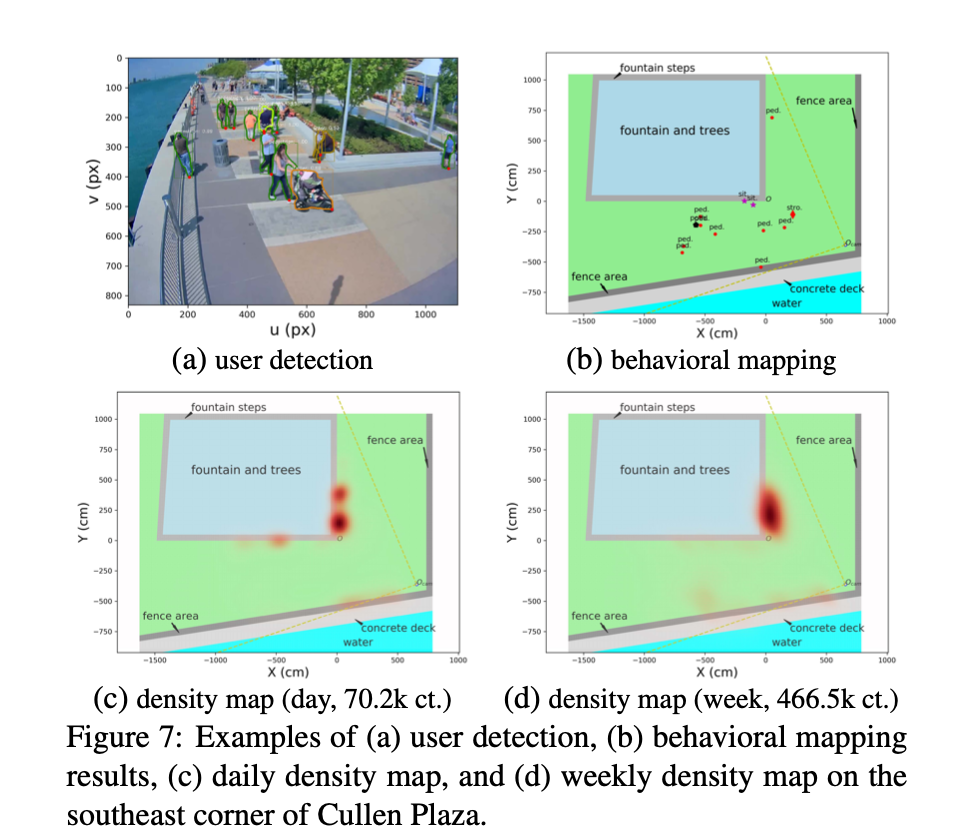 0
100
200
300
400
500
600
700
800
v (px)
0 200 400 600 800 1000
u (px)
(a) user detection
fountain steps
fence area
fountain and trees
ped.
sit.
O
ped.
stro.
ped.
ped.
ped.
ped.
ped.
O cam
fence area
concrete deck
water
1000
750
500
250
0
−250
−500
−750
Y (cm)
−1500 −1000 −500 0 500 1000
X (cm)
(b) behavioral mapping
fountain steps
fence area
fountain and trees
O
O cam
fence area
concrete deck
water
1000
750
500
250
0
−250
−500
−750
Y (cm)
−1500 −1000 −500 0 500 1000
X (cm)
(c) density map (day, 70.2k ct.)
fountain steps
fence area
fountain and trees
O
O cam
fence area
concrete deck
water
1000
750
500
250
0
−250
−500
−750
Y (cm)
−1500 −1000 −500 0 500 1000
X (cm)
(d) density map (week, 466.5k ct.)
Figure 7: Examples of (a) user detection, (b) behavioral mapping
results, (c) daily density map, and (d) weekly density map on the
southeast corner of Cullen Plaza.